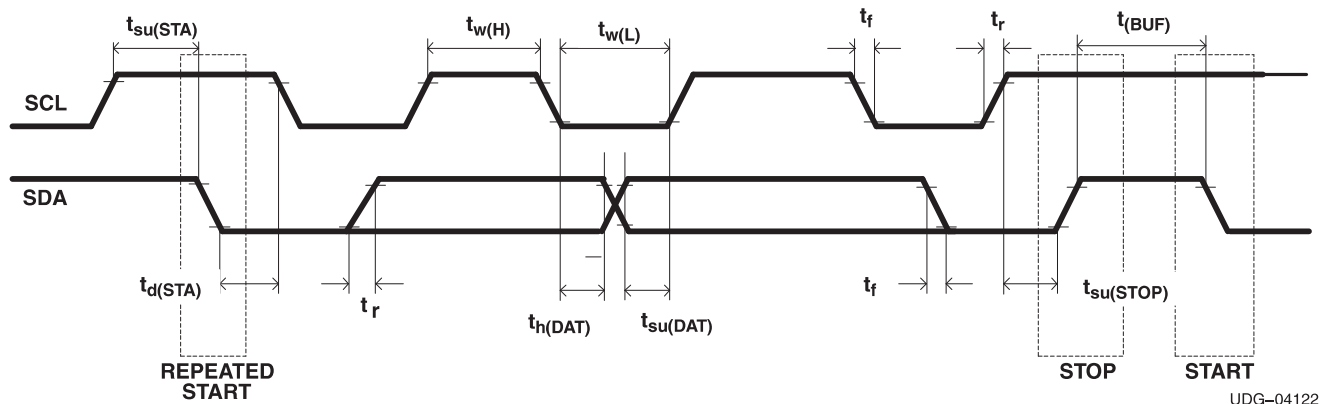 tsu(STA)
tw(H)
tw(L)
tf
tr
t(BUF)
SCL
SDA
td(STA)
tr
th(DAT)
tsu(DAT)
tf
tsu(STOP)
REPEATED
START
STOP
START
UDG–04122